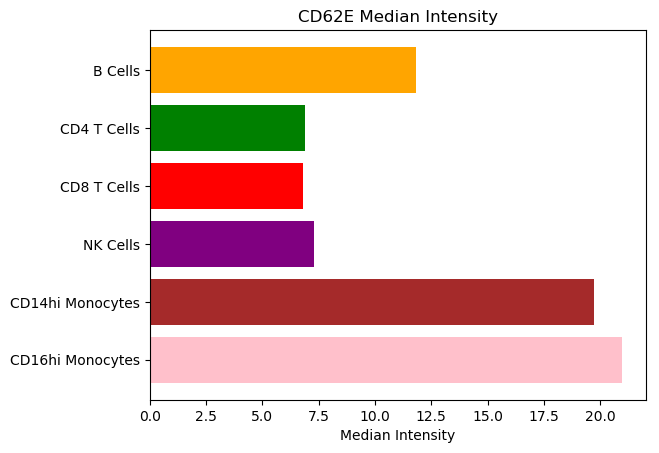 CD62E Median Intensity
B Cells
CD4 T Cells
CD8 T Cells
NK Cells
CD14hi Monocytes
CD16hi Monocytes
0.0 2.5 5.0 7.5 10.0 12.5 15.0 17.5 20.0
Median Intensity